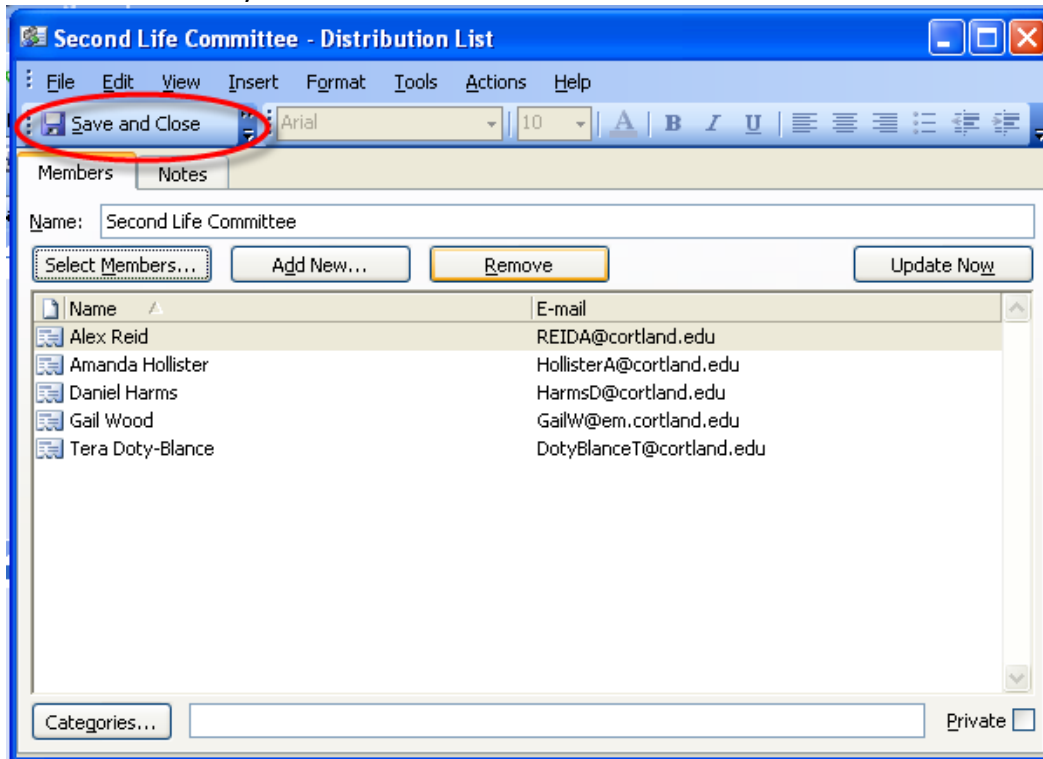 Second Life Committee - Distribution List
File Edit View Insert Format Tools Actions Help
Save and Close Arial 10 A B I U
Members Notes
Name: Second Life Committee
Select Members... Add New... Remove Update Now
Name E-mail
Alex Reid REIDA@cortland.edu
Amanda Hollister HollisterA@cortland.edu
Daniel Harms HarmsD@cortland.edu
Gail Wood GailW@em.cortland.edu
Tera Doty-Blance DotyBlanceT@cortland.edu
Categories... Private